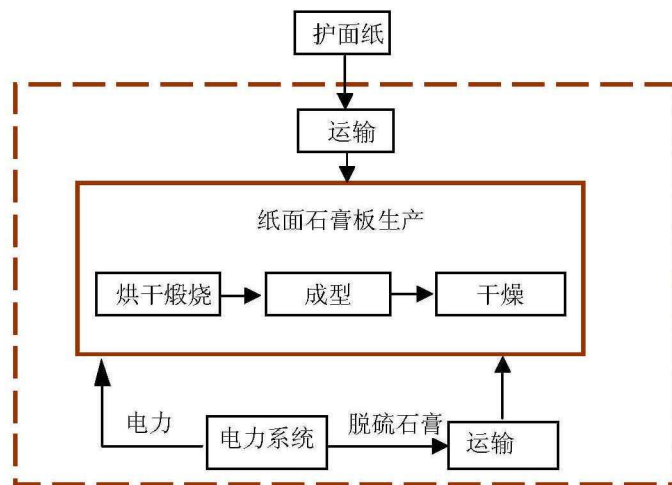 护面纸
运输
纸面石膏板生产
烘干煅烧
成型
干燥
电力
电力系统
脱硫石膏
运输